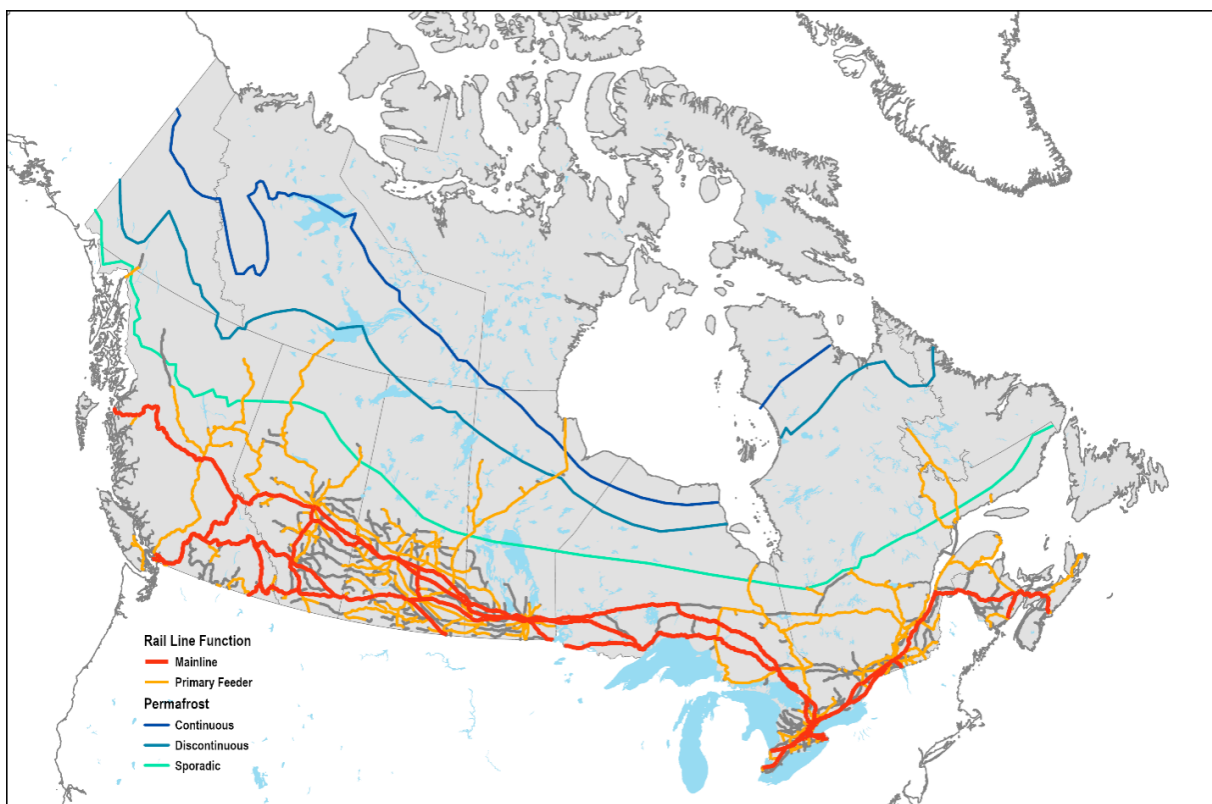 Rail Line Function
Mainline
Primary Feeder
Permafrost
Continuous
Discontinuous
Sporadic